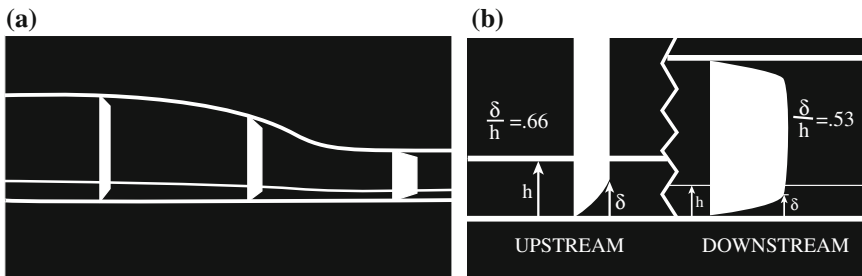 (a)
(b)
δ/h =.66
δ/h =.53
h
δ
h
δ
UPSTREAM
DOWNSTREAM